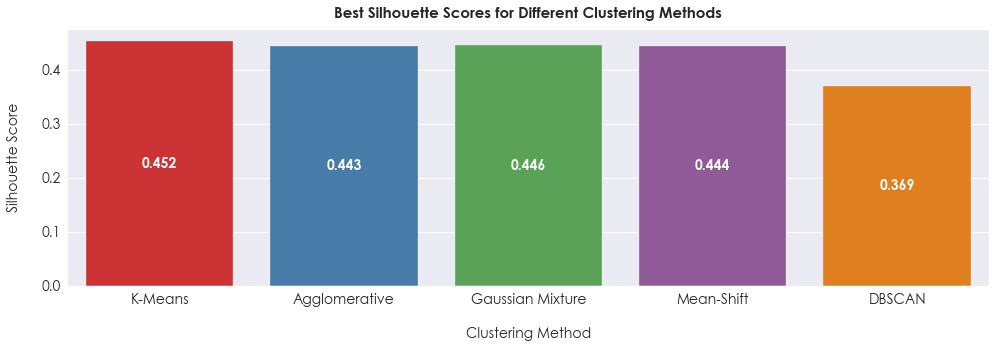 Best Silhouette Scores for Different Clustering Methods
Silhouette Score
0.4
0.3
0.2
0.1
0.0
0.452
0.443
0.446
0.444
0.369
K-Means
Agglomerative
Gaussian Mixture
Mean-Shift
DBSCAN
Clustering Method